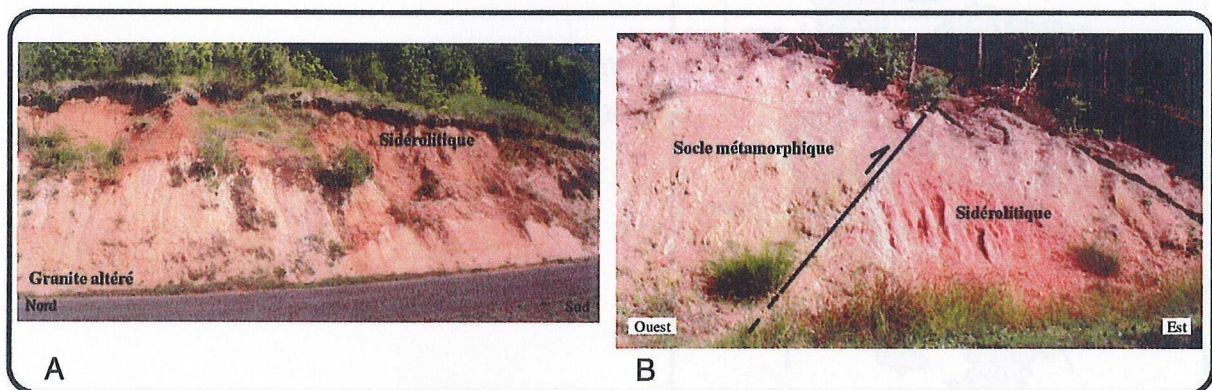 Sidérolitique
Granite altéré
Nord
Sud
A
Socle métamorphique
Sidérolitique
Ouest
Est
B